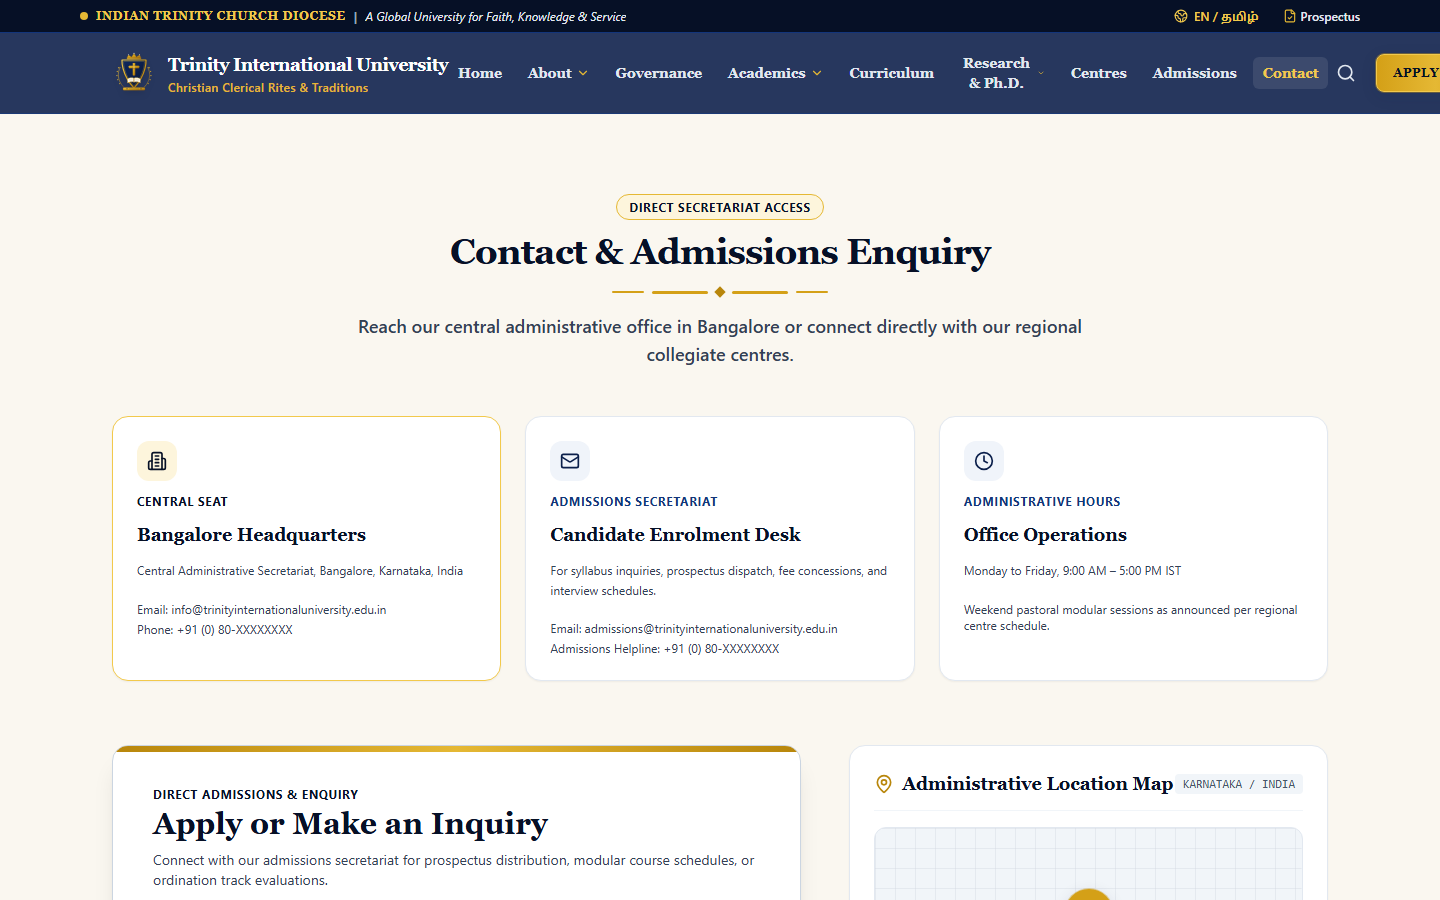 INDIAN TRINITY CHURCH DIOCESE | A Global University for Faith, Knowledge & Service
EN / தமிழ்
Prospectus
Trinity International University
Christian Clerical Rites & Traditions
Home
About
Governance
Academics
Curriculum
Research
& Ph.D.
Centres
Admissions
Contact
APPLY
DIRECT SECRETARIAT ACCESS
Contact & Admissions Enquiry
Reach our central administrative office in Bangalore or connect directly with our regional
collegiate centres.
CENTRAL SEAT
Bangalore Headquarters
Central Administrative Secretariat, Bangalore, Karnataka, India
Email: info@trinityinternationaluniversity.edu.in
Phone: +91 (0) 80-XXXXXXXX
ADMISSIONS SECRETARIAT
Candidate Enrolment Desk
For syllabus inquiries, prospectus dispatch, fee concessions, and
interview schedules.
Email: admissions@trinityinternationaluniversity.edu.in
Admissions Helpline: +91 (0) 80-XXXXXXXX
ADMINISTRATIVE HOURS
Office Operations
Monday to Friday, 9:00 AM – 5:00 PM IST
Weekend pastoral modular sessions as announced per regional
centre schedule.
DIRECT ADMISSIONS & ENQUIRY
Apply or Make an Inquiry
Connect with our admissions secretariat for prospectus distribution, modular course schedules, or
ordination track evaluations.
Administrative Location Map
KARNATAKA / INDIA